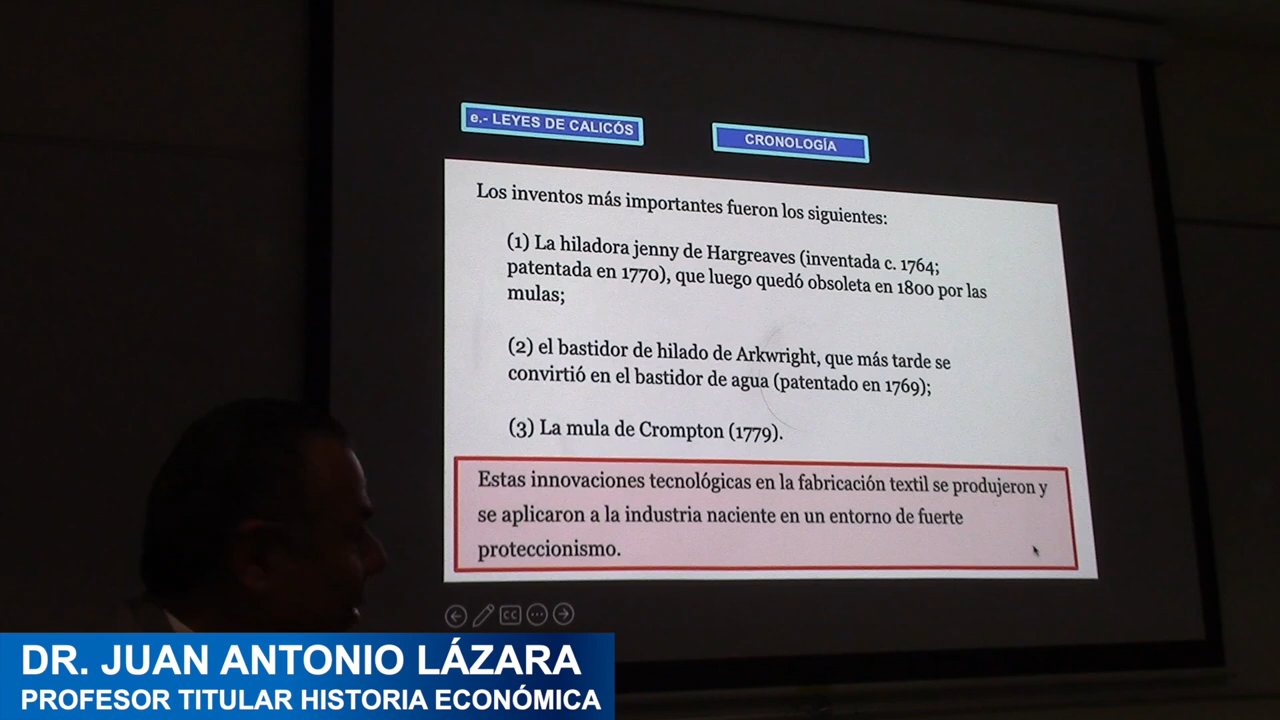 e.- LEYES DE CALICÓS
CRONOLOGÍA
Los inventos más importantes fueron los siguientes:
(1) La hiladora jenny de Hargreaves (inventada c. 1764;
patentada en 1770), que luego quedó obsoleta en 1800 por las
mulas;
(2) el bastidor de hilado de Arkwright, que más tarde se
convirtió en el bastidor de agua (patentado en 1769);
(3) La mula de Crompton (1779).
Estas innovaciones tecnológicas en la fabricación textil se produjeron y
se aplicaron a la industria naciente en un entorno de fuerte
proteccionismo.
CC
DR. JUAN ANTONIO LÁZARA
PROFESOR TITULAR HISTORIA ECONÓMICA